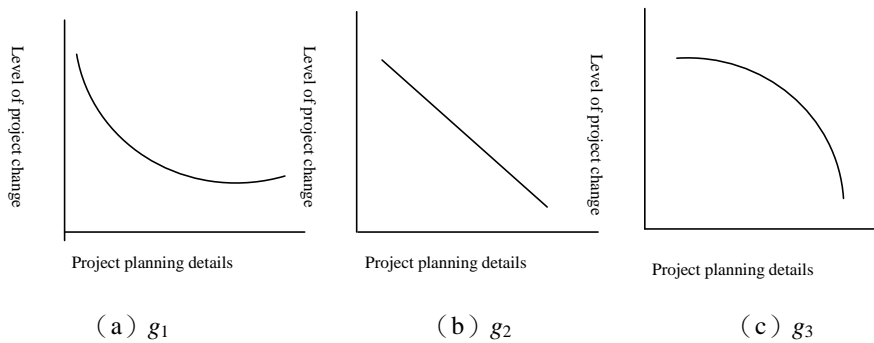 Level of project change
Project planning details
（a）g1
Level of project change
Project planning details
（b）g2
Level of project change
Project planning details
（c）g3